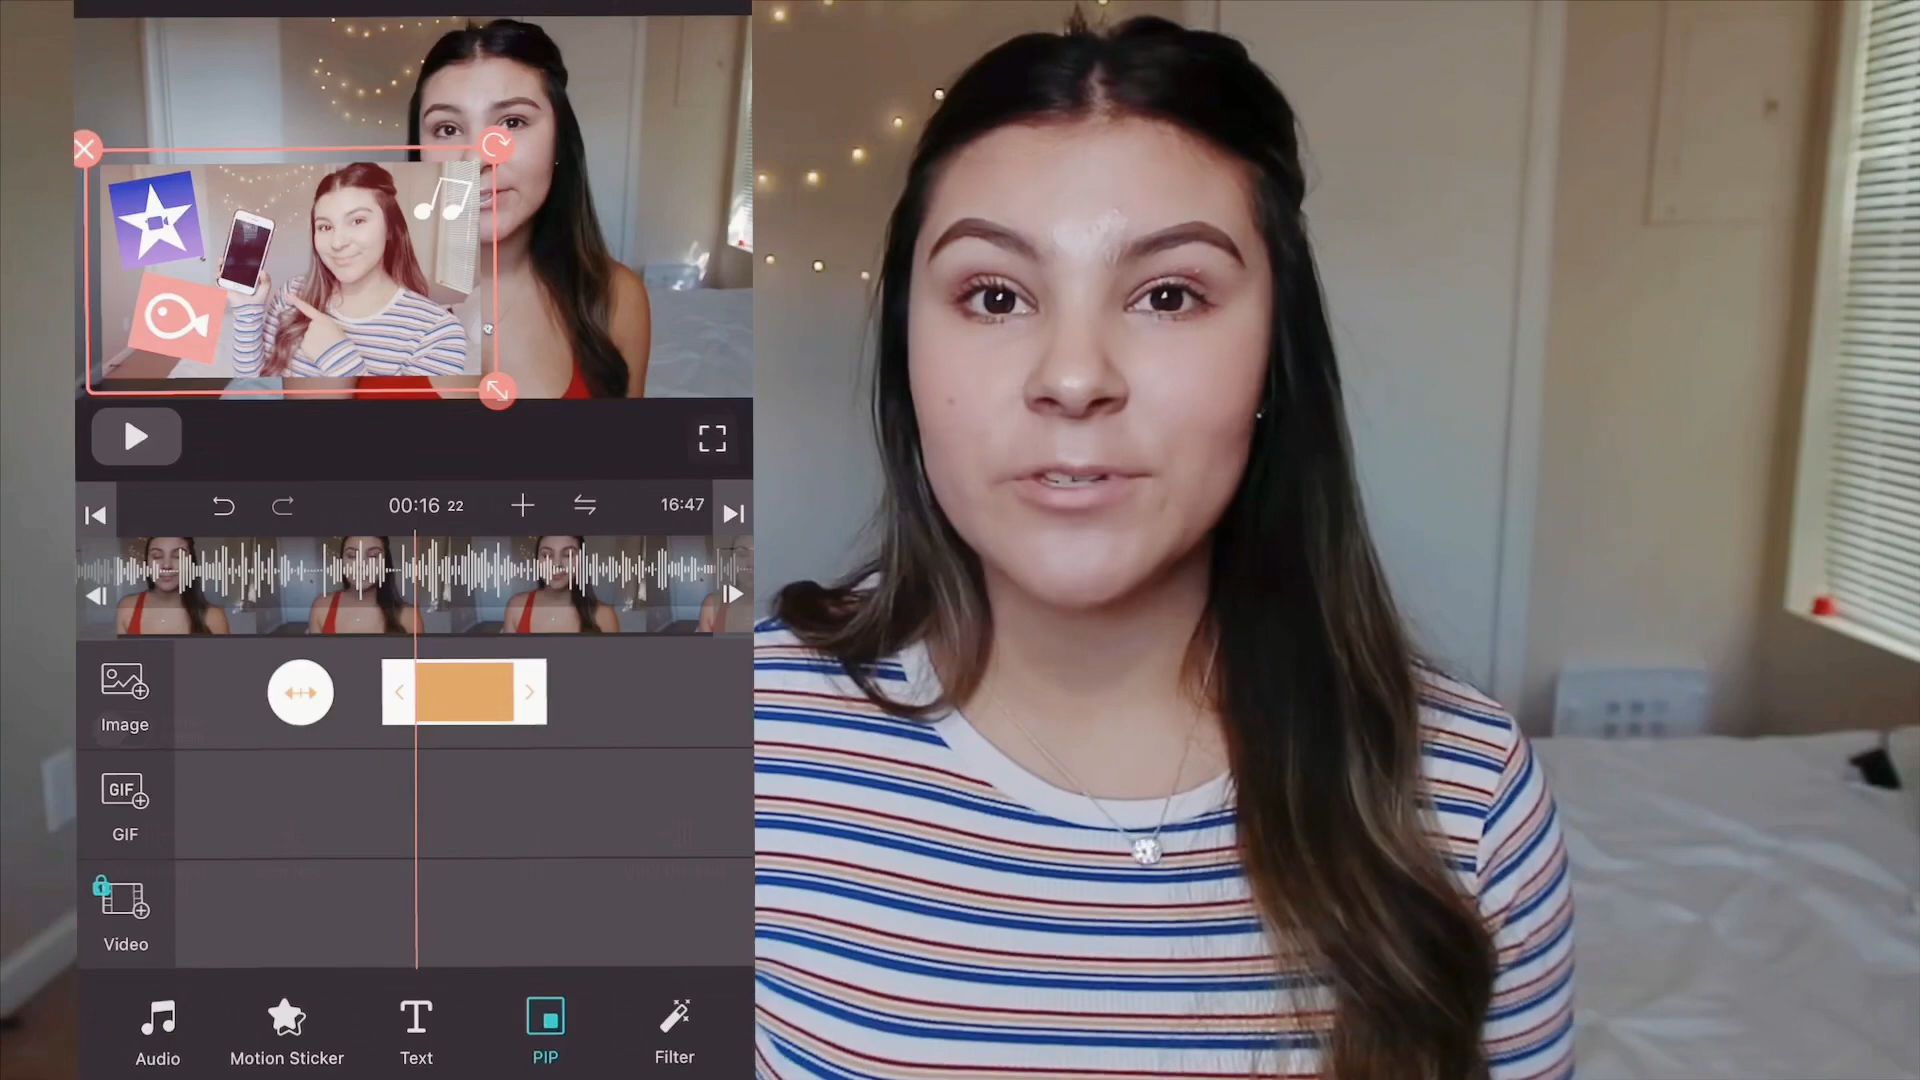 00:16 22
16:47
Image
GIF
GIF
Video
Audio
Motion Sticker
Text
PIP
Filter